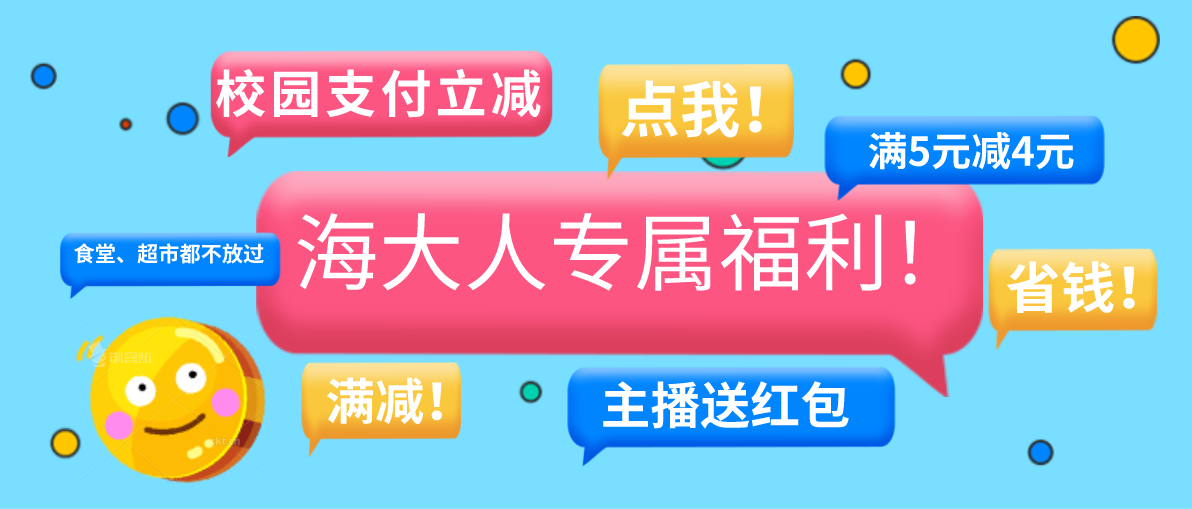 校园支付立减
点我！
满5元减4元
海大人专属福利！
食堂、超市都不放过
省钱！
满减！
主播送红包